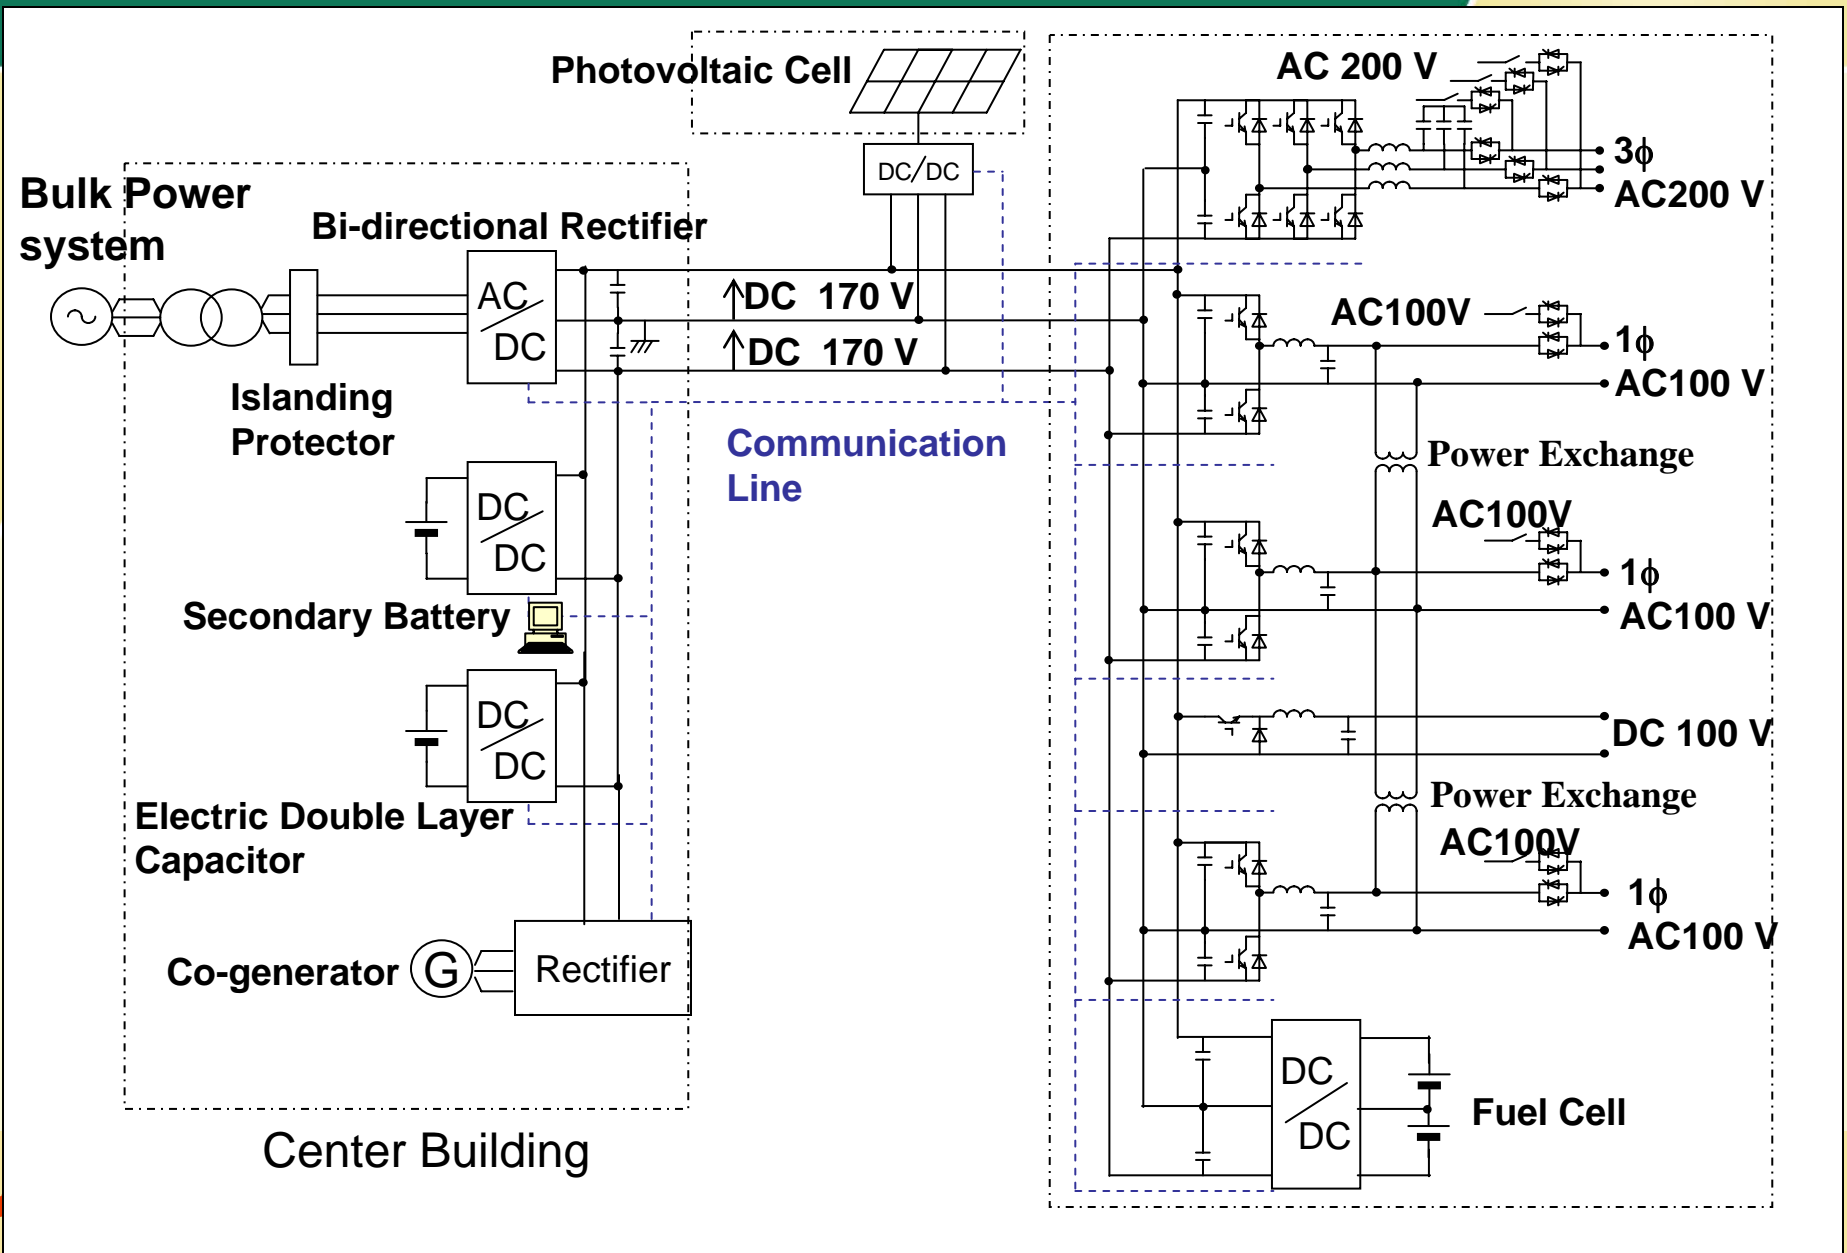 Photovoltaic Cell
AC 200 V
DC/DC
3ϕ
AC200 V
Bulk Power
system
Bi-directional Rectifier
AC
DC
DC 170 V
DC 170 V
AC100V
1ϕ
AC100 V
Islanding
Protector
Communication
Line
Power Exchange
DC
DC
AC100V
1ϕ
AC100 V
Secondary Battery
DC
DC
DC 100 V
Electric Double Layer
Capacitor
Power Exchange
AC100V
1ϕ
AC100 V
Co-generator
G
Rectifier
DC
DC
Fuel Cell
Center Building